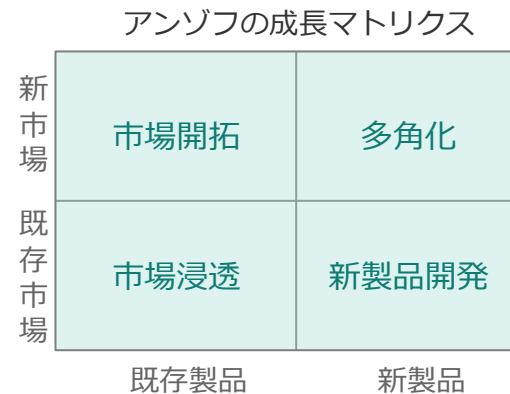 アンゾフの成長マトリクス
新市場
市場開拓
多角化
既存市場
市場浸透
新製品開発
既存製品
新製品